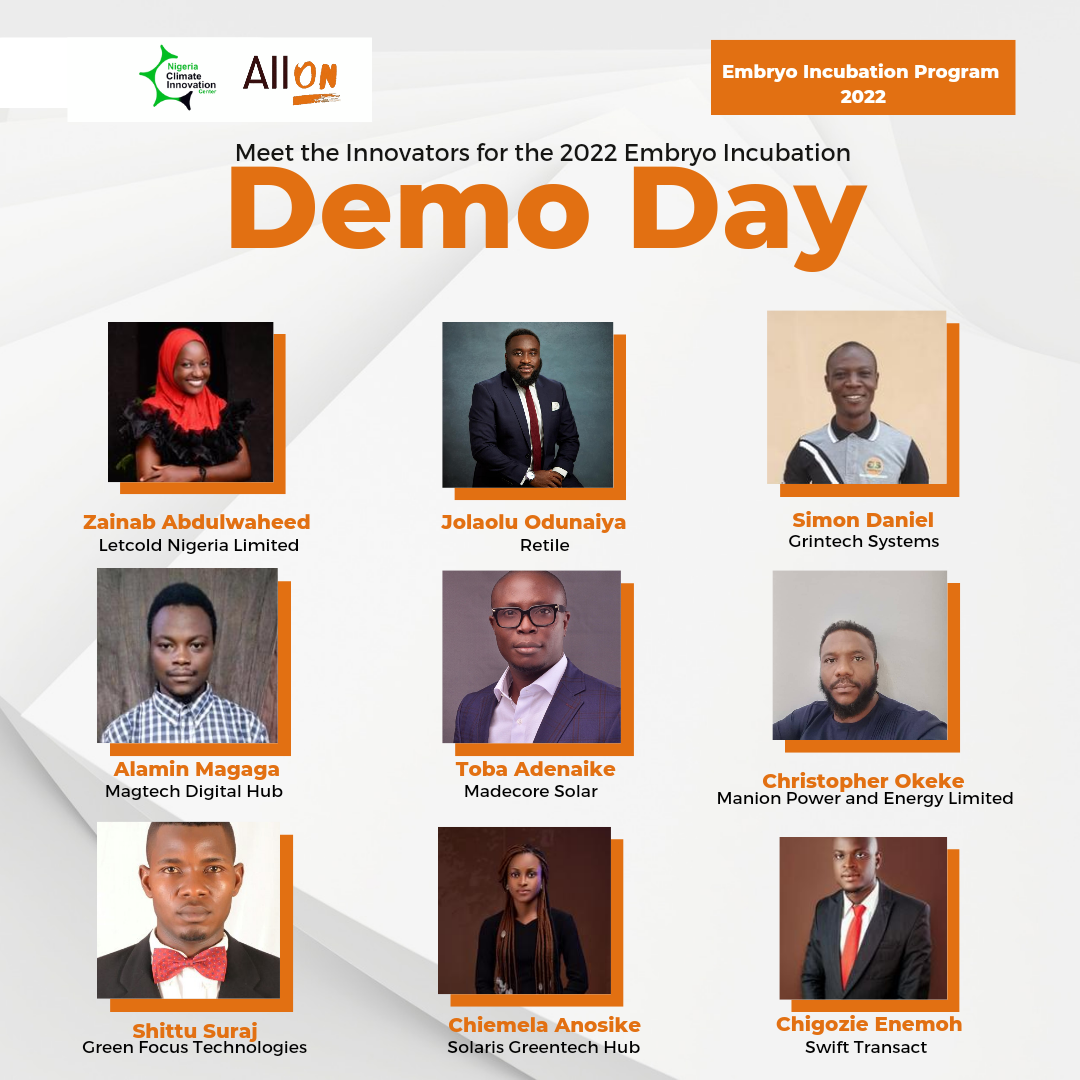 Nigeria
Climate
Innovation
Center
All ON
Embryo Incubation Program
2022
Meet the Innovators for the 2022 Embryo Incubation
Demo Day
Zainab Abdulwaheed
Letcold Nigeria Limited
Jolaolu Odunaiya
Retile
Simon Daniel
Grintech Systems
Alamin Magaga
Magtech Digital Hub
Toba Adenaike
Madecore Solar
Christopher Okeke
Manion Power and Energy Limited
Shittu Suraj
Green Focus Technologies
Chiemela Anosike
Solaris Greentech Hub
Chigozie Enemoh
Swift Transact